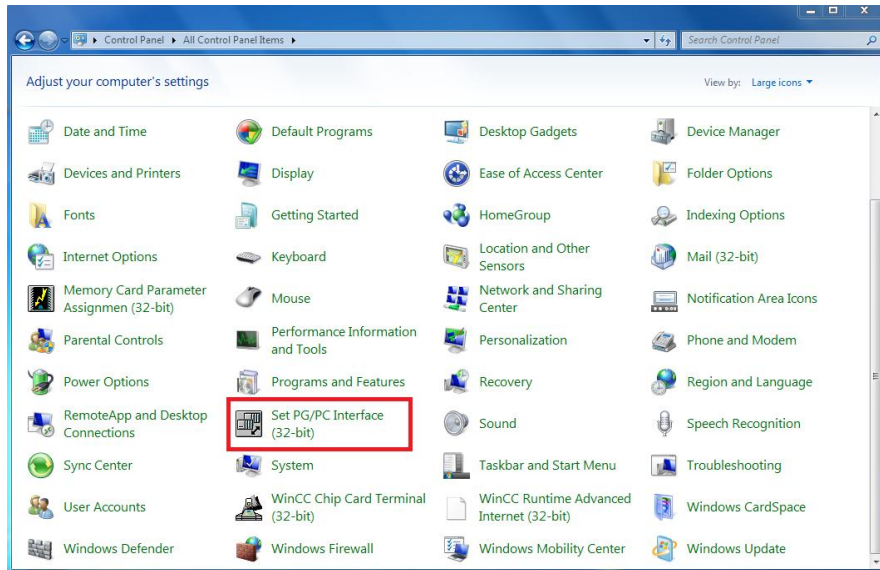 Control Panel
All Control Panel Items
Search Control Panel
Adjust your computer's settings
View by:
Large icons
Date and Time
Default Programs
Desktop Gadgets
Device Manager
Devices and Printers
Display
Ease of Access Center
Folder Options
Fonts
Getting Started
HomeGroup
Indexing Options
Internet Options
Keyboard
Location and Other
Sensors
Mail (32-bit)
Memory Card Parameter
Assignmen (32-bit)
Mouse
Network and Sharing
Center
Notification Area Icons
Parental Controls
Performance Information
and Tools
Personalization
Phone and Modem
Power Options
Programs and Features
Recovery
Region and Language
RemoteApp and Desktop
Connections
Set PG/PC Interface
(32-bit)
Sound
Speech Recognition
Sync Center
System
Taskbar and Start Menu
Troubleshooting
User Accounts
WinCC Chip Card Terminal
(32-bit)
WinCC Runtime Advanced
Internet (32-bit)
Windows CardSpace
Windows Defender
Windows Firewall
Windows Mobility Center
Windows Update